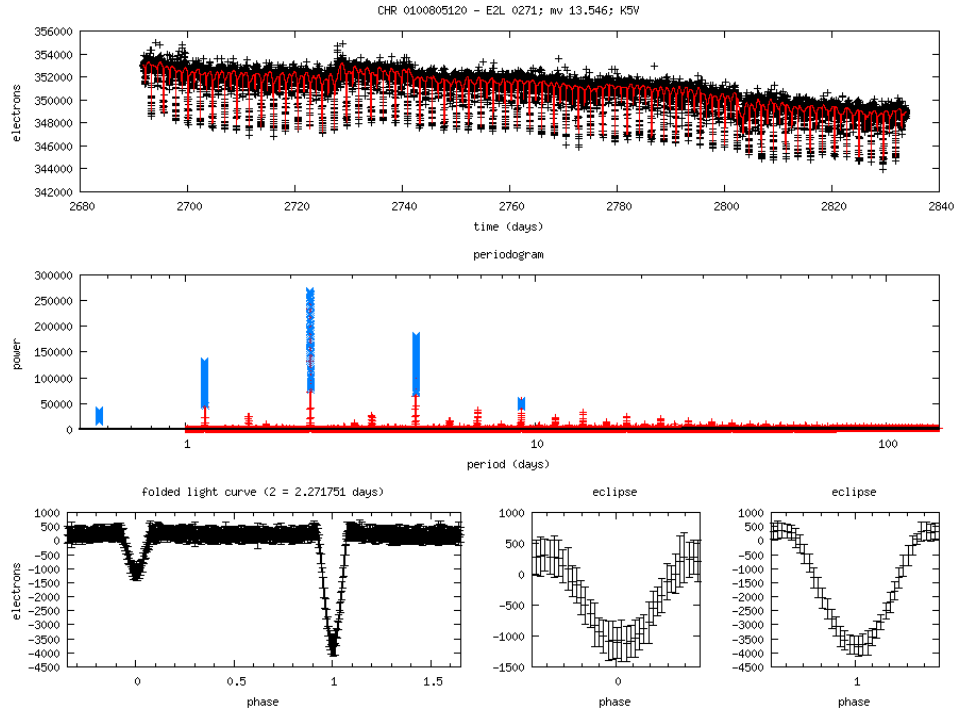 CHR 0100805120 - E2L 0271; mv 13.546; K5V
356000
354000
352000
350000
348000
346000
344000
342000
electrons
2680 2700 2720 2740 2760 2780 2800 2820 2840
time (days)
periodogram
300000
250000
200000
150000
100000
50000
0
power
1 10 100
period (days)
folded light curve (2 = 2.271751 days)
1000
500
0
-500
-1000
-1500
-2000
-2500
-3000
-3500
-4000
-4500
electrons
0 0.5 1 1.5
phase
eclipse
1000
500
0
-500
-1000
-1500
0
phase
eclipse
1000
500
0
-500
-1000
-1500
-2000
-2500
-3000
-3500
-4000
-4500
1
phase